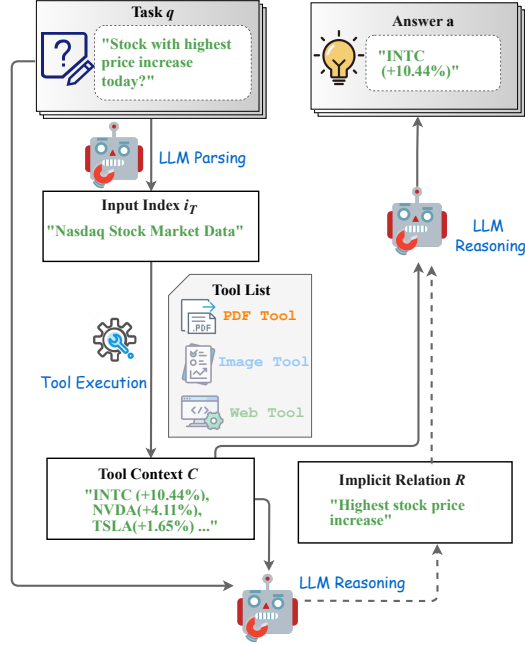 Task q
"Stock with highest
price increase
today?"
Answer a
"INTC
(+10.44%)"
LLM Parsing
Input Index i_T
"Nasdaq Stock Market Data"
LLM
Reasoning
Tool List
PDF Tool
.PDF
Image Tool
Web Tool
Tool Execution
Tool Context C
"INTC (+10.44%),
NVDA(+4.11%),
TSLA(+1.65%) ..."
Implicit Relation R
"Highest stock price
increase"
LLM Reasoning